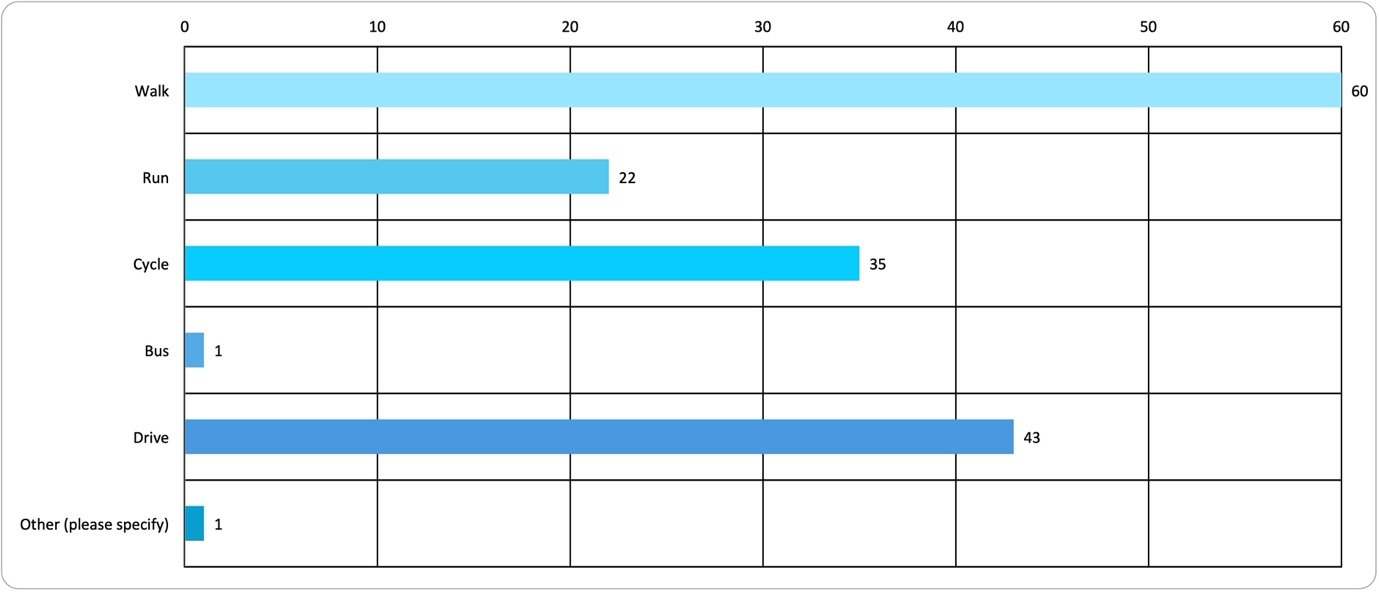 0 10 20 30 40 50 60
Walk 60
Run 22
Cycle 35
Bus 1
Drive 43
Other (please specify) 1